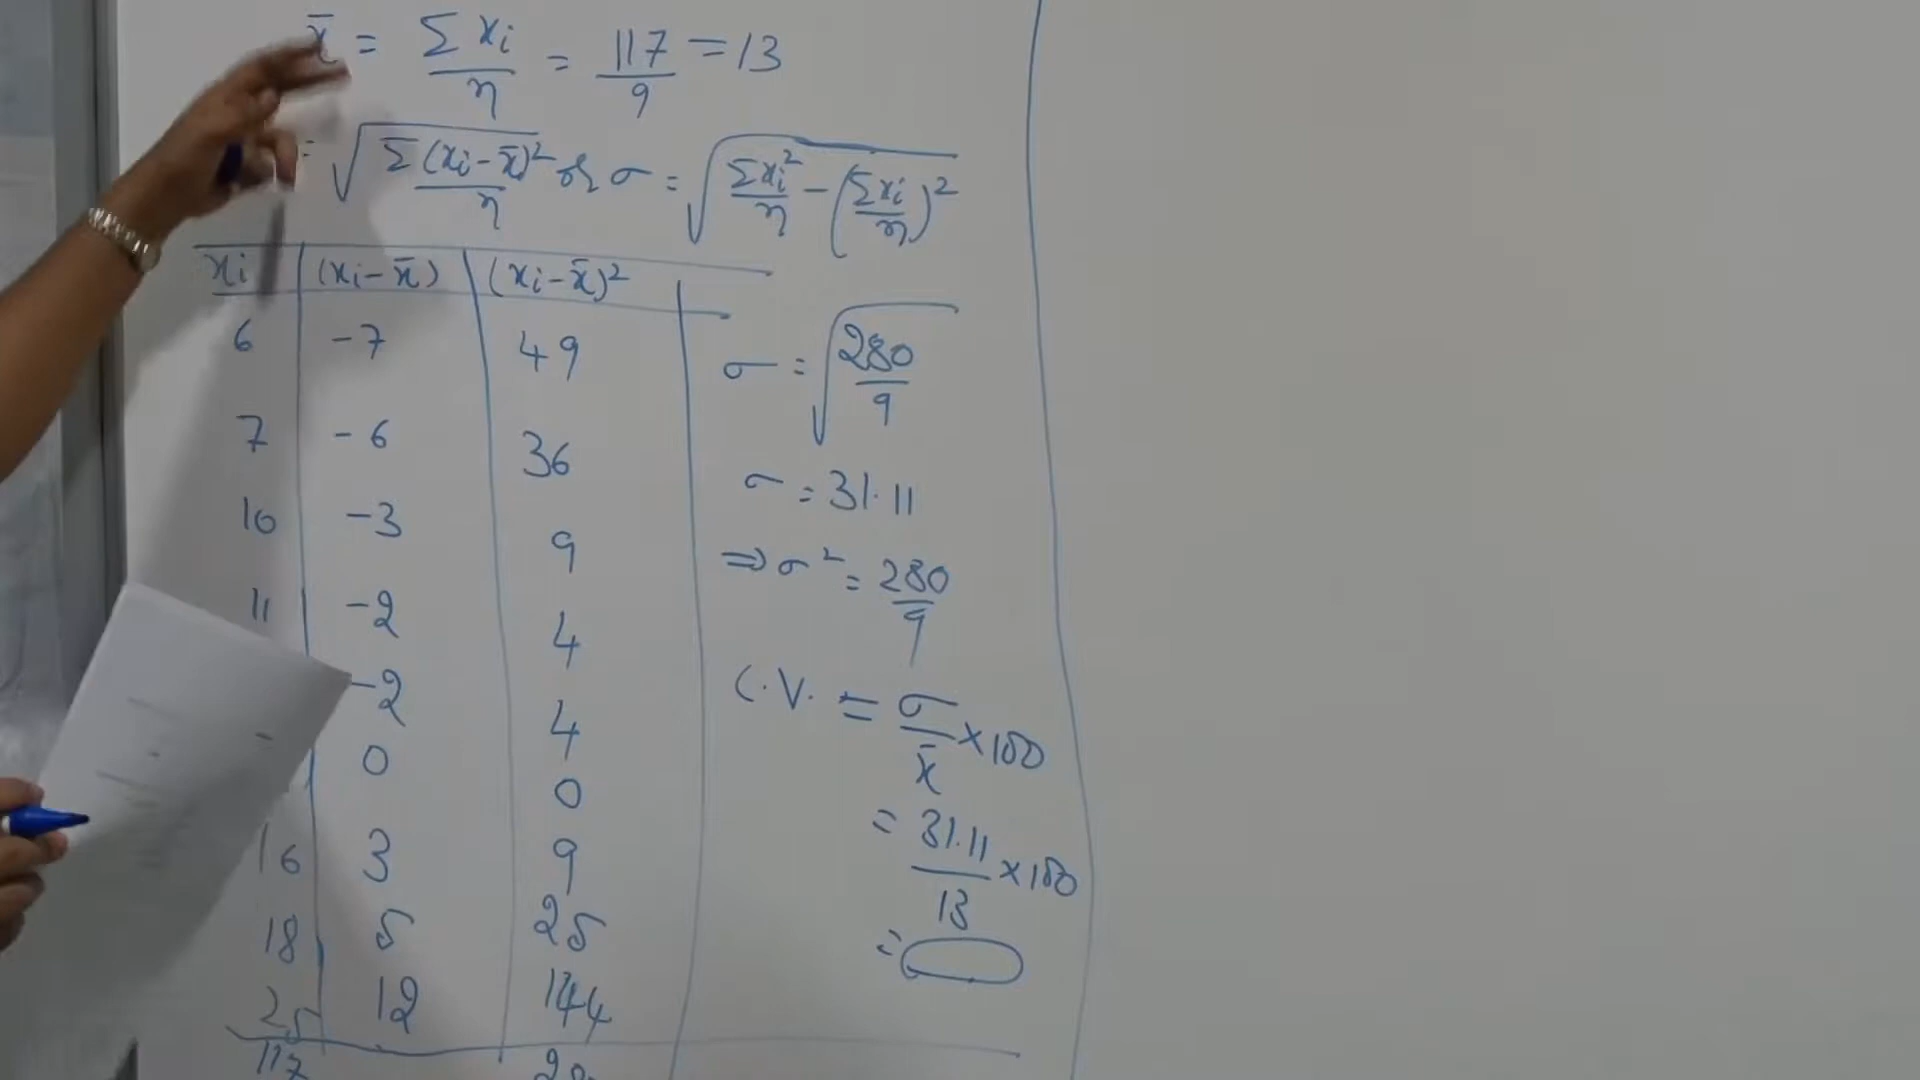 x̄ = Σxi/n = 117/9 = 13
= √(Σ(xi - x̄)²/n) or σ = √(Σxi²/n - (Σxi/n)²)
xi (xi - x̄) (xi - x̄)²
6 -7 49
7 -6 36
10 -3 9
11 -2 4
-2 4
0 0
16 3 9
18 5 25
25 12 144
117
σ = √(280/9)
σ = 31.11
⇒ σ² = 280/9
C.V. = σ/x̄ × 100
= 31.11/13 × 100
=